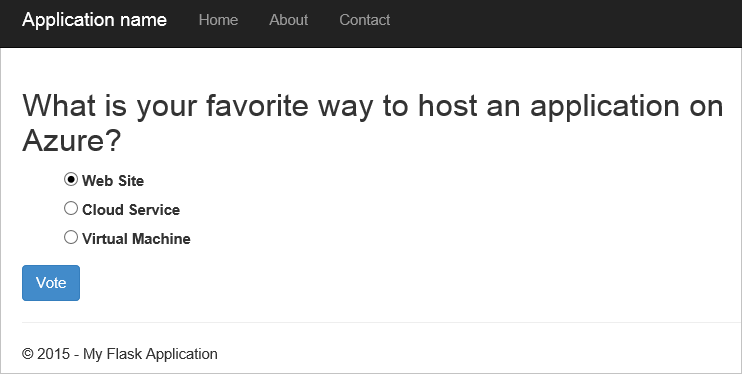 Application name Home About Contact
What is your favorite way to host an application on
Azure?
Web Site
Cloud Service
Virtual Machine
Vote
© 2015 - My Flask Application